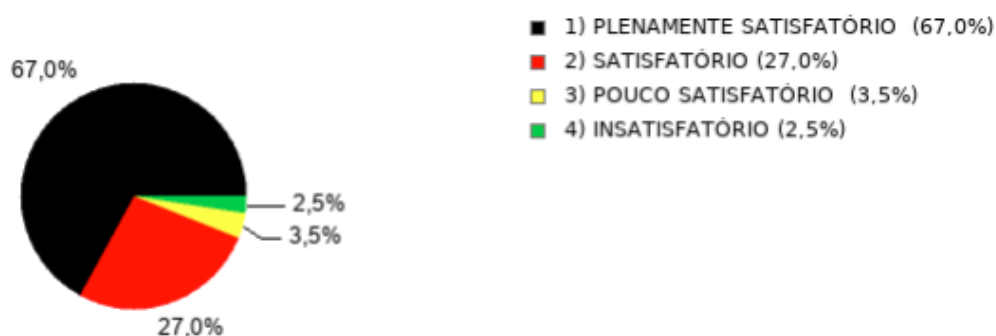 1) PLENAMENTE SATISFATÓRIO (67,0%)
2) SATISFATÓRIO (27,0%)
3) POUCO SATISFATÓRIO (3,5%)
4) INSATISFATÓRIO (2,5%)
67,0%
2,5%
3,5%
27,0%